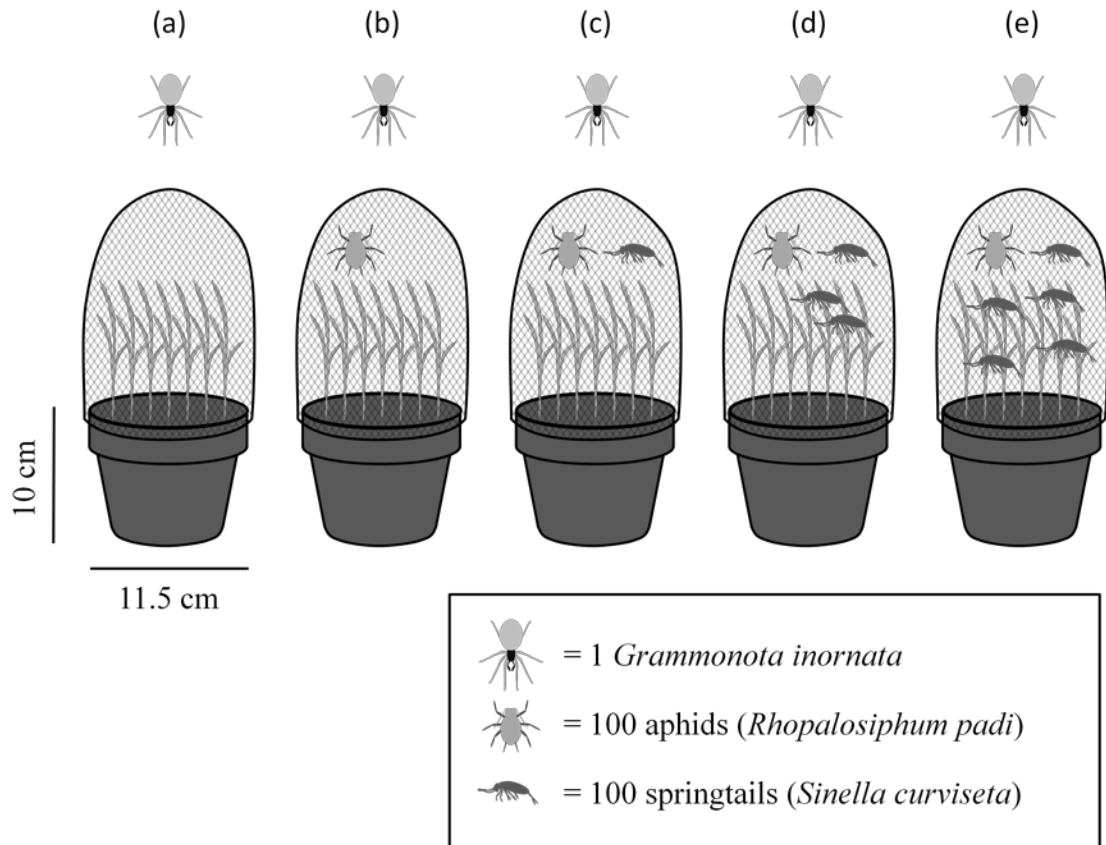 (a) (b) (c) (d) (e)
10 cm
11.5 cm
= 1 Grammonota inornata
= 100 aphids (Rhopalosiphum padi)
= 100 springtails (Sinella curviseta)